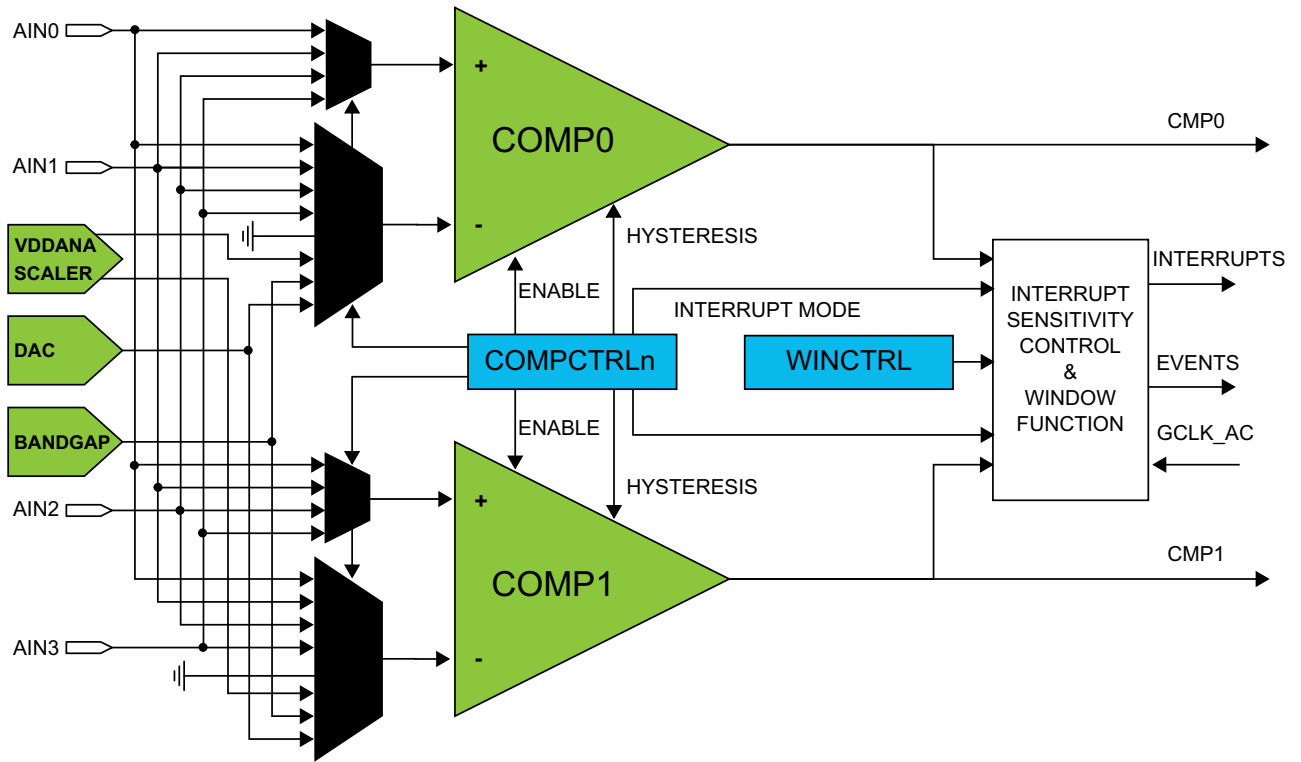 AIN0
+
CMP0
COMP0
AIN1
-
HYSTERESIS
VDDANA
SCALER
INTERRUPTS
ENABLE
INTERRUPT MODE
INTERRUPT
SENSITIVITY
CONTROL
&
WINDOW
FUNCTION
DAC
COMPCTRLn
WINCTRL
EVENTS
ENABLE
BANDGAP
GCLK_AC
HYSTERESIS
AIN2
+
CMP1
COMP1
AIN3
-